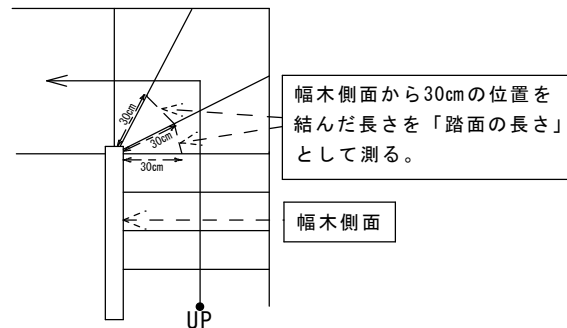 30cm
30cm
30cm
幅木側面から30cmの位置を
結んだ長さを「踏面の長さ」
として測る。
幅木側面
UP